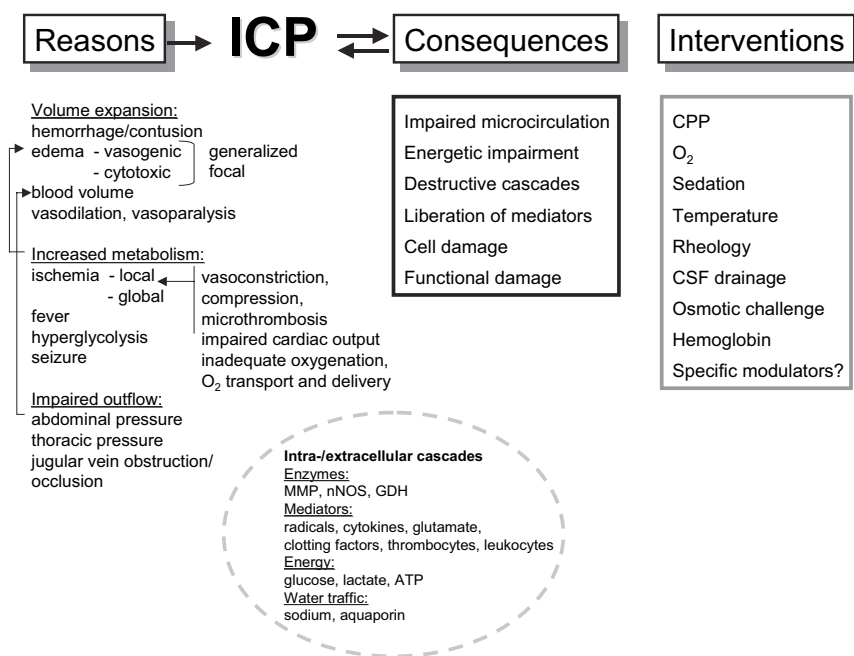 Reasons
ICP
Consequences
Interventions
Volume expansion:
hemorrhage/contusion
edema - vasogenic
- cytotoxic
generalized
focal
blood volume
vasodilation, vasoparalysis
Increased metabolism:
ischemia - local
- global
fever
hyperglycolysis
seizure
vasoconstriction,
compression,
microthrombosis
impaired cardiac output
inadequate oxygenation,
O₂ transport and delivery
Impaired outflow:
abdominal pressure
thoracic pressure
jugular vein obstruction/
occlusion
Impaired microcirculation
Energetic impairment
Destructive cascades
Liberation of mediators
Cell damage
Functional damage
CPP
O₂
Sedation
Temperature
Rheology
CSF drainage
Osmotic challenge
Hemoglobin
Specific modulators?
Intra-/extracellular cascades
Enzymes:
MMP, nNOS, GDH
Mediators:
radicals, cytokines, glutamate,
clotting factors, thrombocytes, leukocytes
Energy:
glucose, lactate, ATP
Water traffic:
sodium, aquaporin